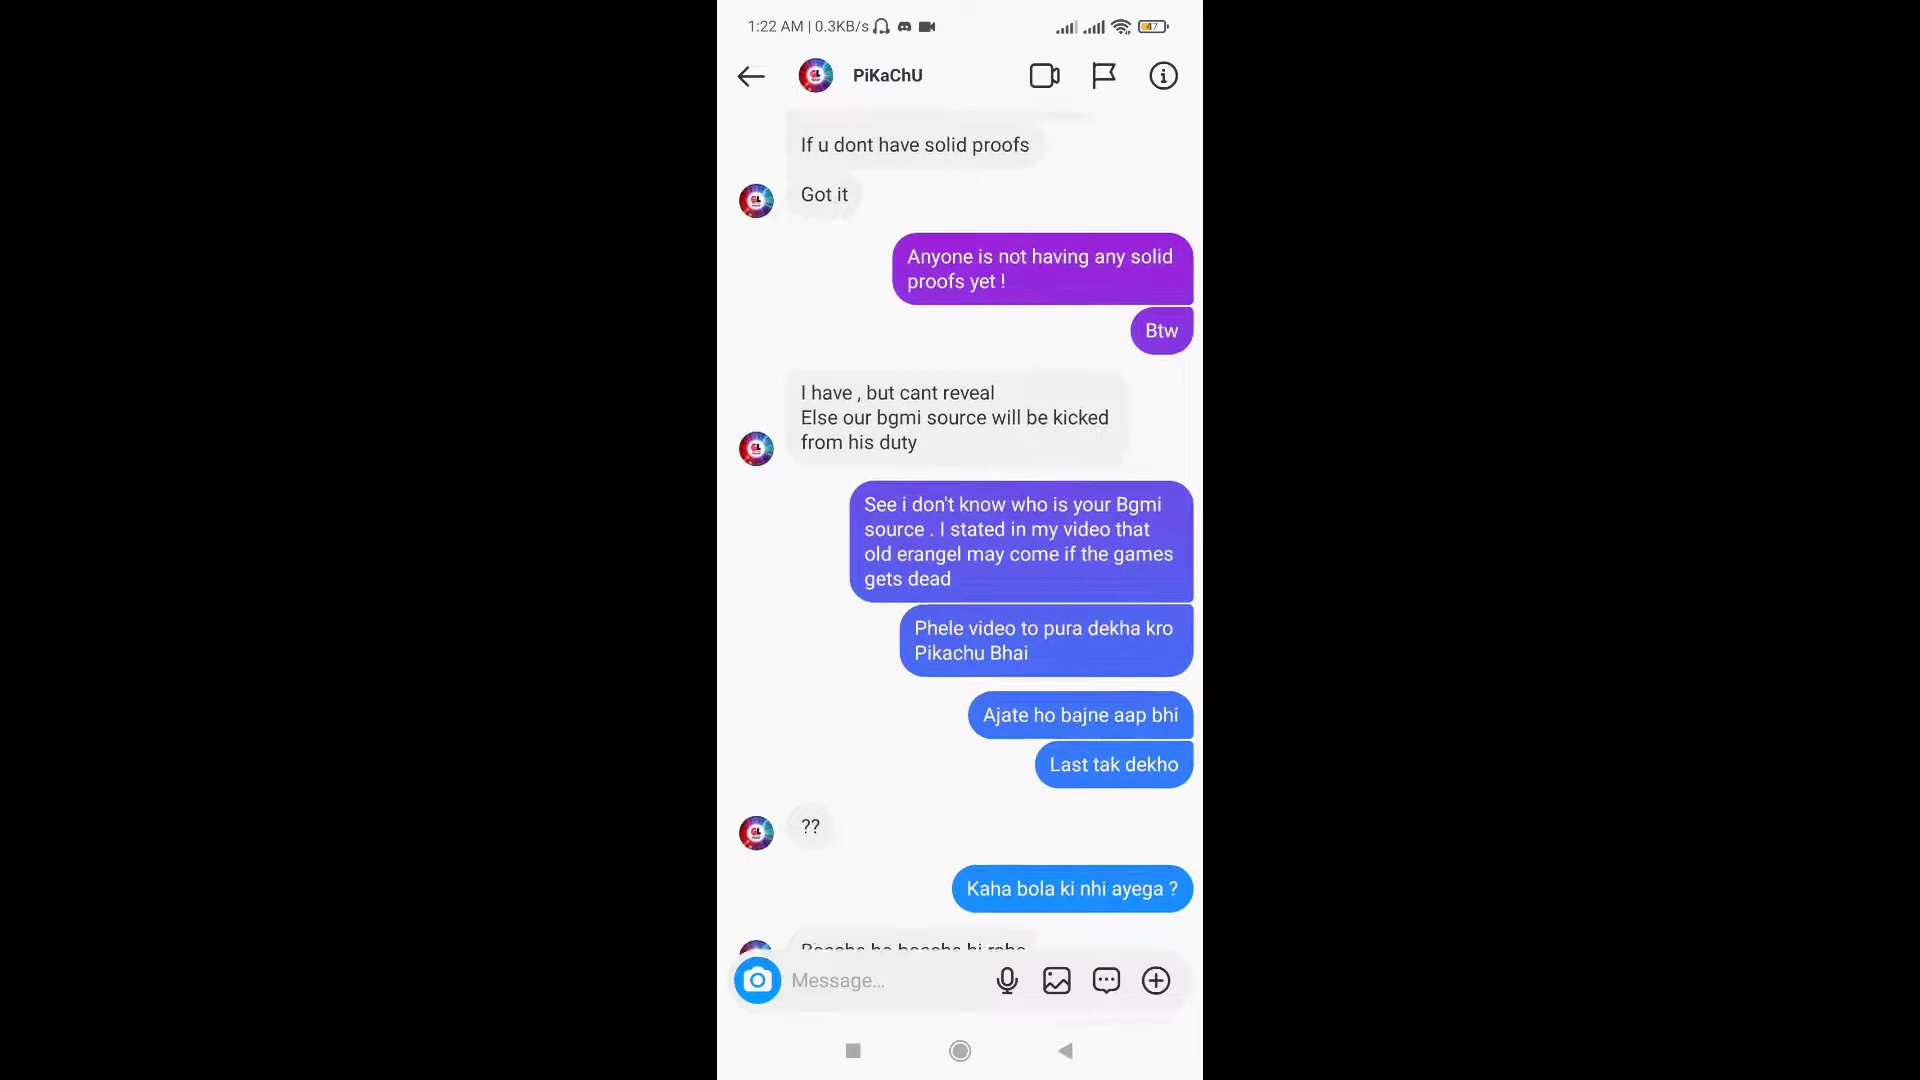 1:22 AM | 0.3KB/s
47
PiKaChU
If u dont have solid proofs
Got it
Anyone is not having any solid
proofs yet !
Btw
I have , but cant reveal
Else our bgmi source will be kicked
from his duty
See i don't know who is your Bgmi
source . I stated in my video that
old erangel may come if the games
gets dead
Phele video to pura dekha kro
Pikachu Bhai
Ajate ho bajne aap bhi
Last tak dekho
??
Kaha bola ki nhi ayega ?
Message...